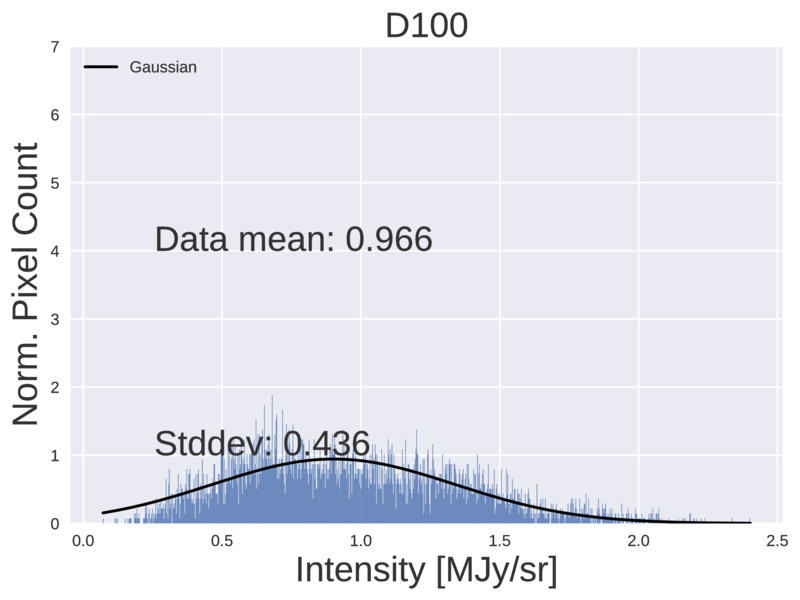 D100
7
Gaussian
6
5
Data mean: 0.966
4
3
2
Stddev: 0.436
1
0
0.0 0.5 1.0 1.5 2.0 2.5
Norm. Pixel Count
Intensity [MJy/sr]